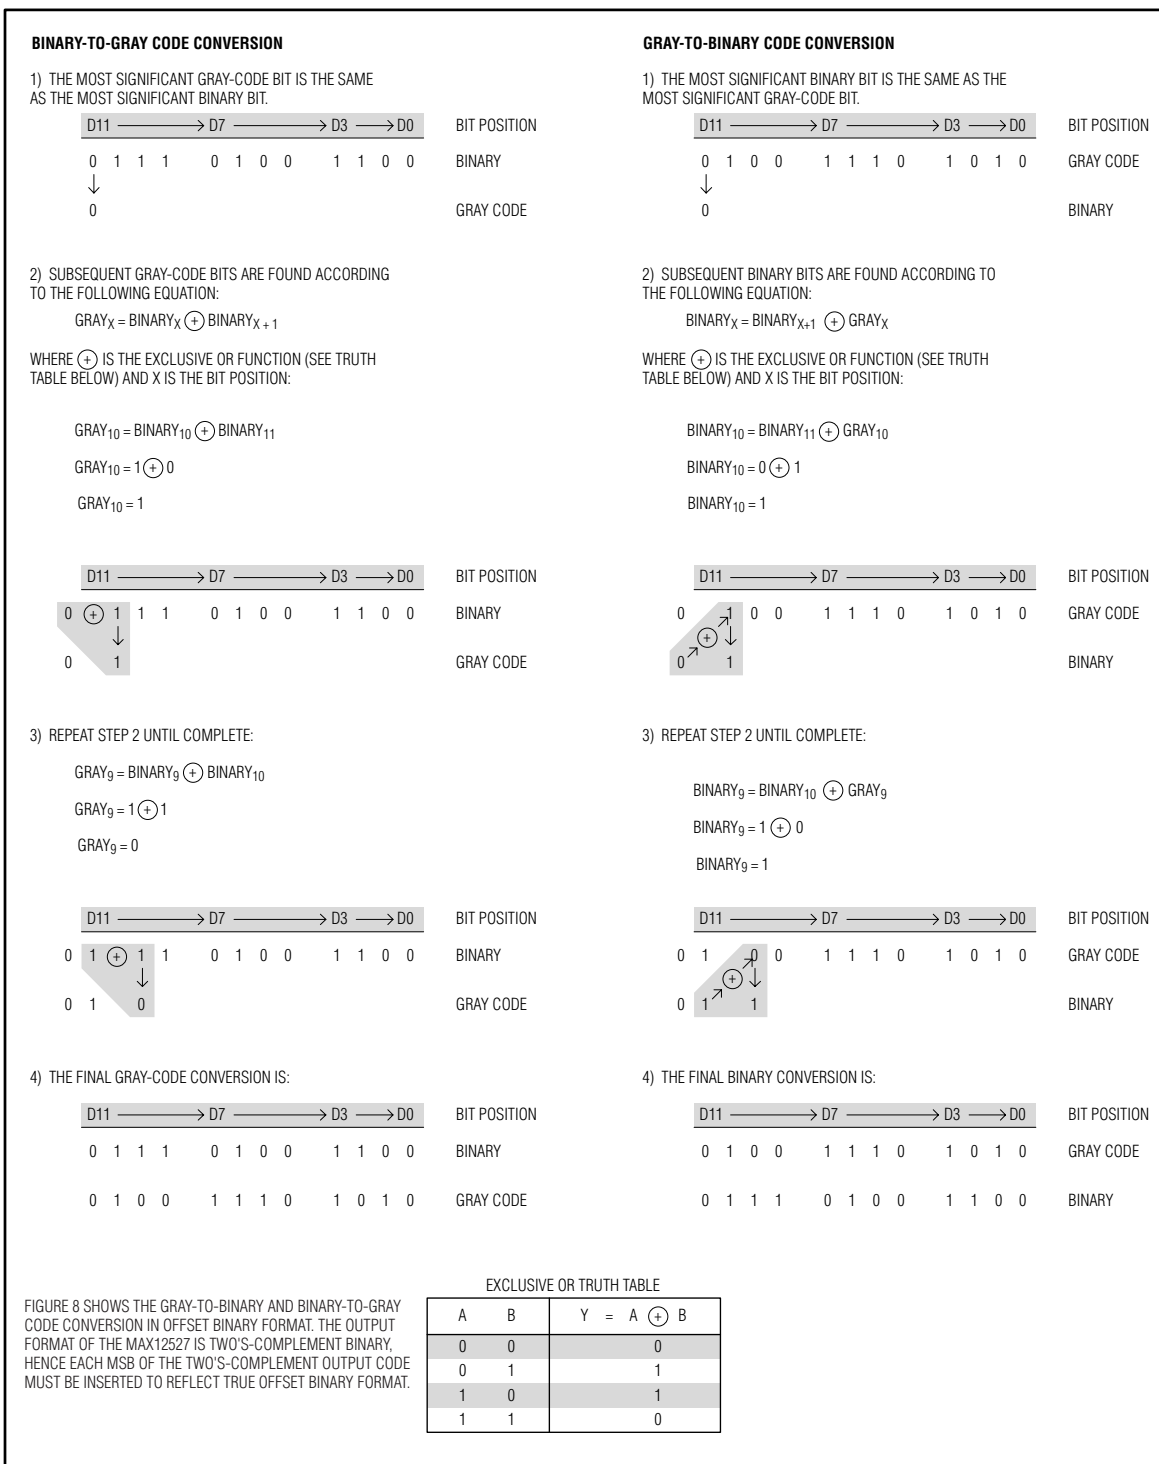 BINARY-TO-GRAY CODE CONVERSION
1) THE MOST SIGNIFICANT GRAY-CODE BIT IS THE SAME
AS THE MOST SIGNIFICANT BINARY BIT.
D11 → D7 → D3 → D0 BIT POSITION
0 1 1 1 0 1 0 0 1 1 0 0 BINARY
↓
0 GRAY CODE
2) SUBSEQUENT GRAY-CODE BITS ARE FOUND ACCORDING
TO THE FOLLOWING EQUATION:
GRAYX = BINARYX ⊕ BINARYX + 1
WHERE ⊕ IS THE EXCLUSIVE OR FUNCTION (SEE TRUTH
TABLE BELOW) AND X IS THE BIT POSITION:
GRAY10 = BINARY10 ⊕ BINARY11
GRAY10 = 1 ⊕ 0
GRAY10 = 1
D11 → D7 → D3 → D0 BIT POSITION
0 ⊕ 1 1 1 0 1 0 0 1 1 0 0 BINARY
↓
0 1 GRAY CODE
3) REPEAT STEP 2 UNTIL COMPLETE:
GRAY9 = BINARY9 ⊕ BINARY10
GRAY9 = 1 ⊕ 1
GRAY9 = 0
D11 → D7 → D3 → D0 BIT POSITION
0 1 ⊕ 1 1 0 1 0 0 1 1 0 0 BINARY
↓
0 1 0 GRAY CODE
4) THE FINAL GRAY-CODE CONVERSION IS:
D11 → D7 → D3 → D0 BIT POSITION
0 1 1 1 0 1 0 0 1 1 0 0 BINARY
0 1 0 0 1 1 1 0 1 0 1 0 GRAY CODE
GRAY-TO-BINARY CODE CONVERSION
1) THE MOST SIGNIFICANT BINARY BIT IS THE SAME AS THE
MOST SIGNIFICANT GRAY-CODE BIT.
D11 → D7 → D3 → D0 BIT POSITION
0 1 0 0 1 1 1 0 1 0 1 0 GRAY CODE
↓
0 BINARY
2) SUBSEQUENT BINARY BITS ARE FOUND ACCORDING TO
THE FOLLOWING EQUATION:
BINARYX = BINARYX+1 ⊕ GRAYX
WHERE ⊕ IS THE EXCLUSIVE OR FUNCTION (SEE TRUTH
TABLE BELOW) AND X IS THE BIT POSITION:
BINARY10 = BINARY11 ⊕ GRAY10
BINARY10 = 0 ⊕ 1
BINARY10 = 1
D11 → D7 → D3 → D0 BIT POSITION
0 1 0 0 1 1 1 0 1 0 1 0 GRAY CODE
⊕ ↓
0 1 BINARY
3) REPEAT STEP 2 UNTIL COMPLETE:
BINARY9 = BINARY10 ⊕ GRAY9
BINARY9 = 1 ⊕ 0
BINARY9 = 1
D11 → D7 → D3 → D0 BIT POSITION
0 1 0 0 1 1 1 0 1 0 1 0 GRAY CODE
⊕ ↓
0 1 1 BINARY
4) THE FINAL BINARY CONVERSION IS:
D11 → D7 → D3 → D0 BIT POSITION
0 1 0 0 1 1 1 0 1 0 1 0 GRAY CODE
0 1 1 1 0 1 0 0 1 1 0 0 BINARY
FIGURE 8 SHOWS THE GRAY-TO-BINARY AND BINARY-TO-GRAY
CODE CONVERSION IN OFFSET BINARY FORMAT. THE OUTPUT
FORMAT OF THE MAX12527 IS TWO'S-COMPLEMENT BINARY,
HENCE EACH MSB OF THE TWO'S-COMPLEMENT OUTPUT CODE
MUST BE INSERTED TO REFLECT TRUE OFFSET BINARY FORMAT.
EXCLUSIVE OR TRUTH TABLE
A B Y = A ⊕ B
0 0 0
0 1 1
1 0 1
1 1 0